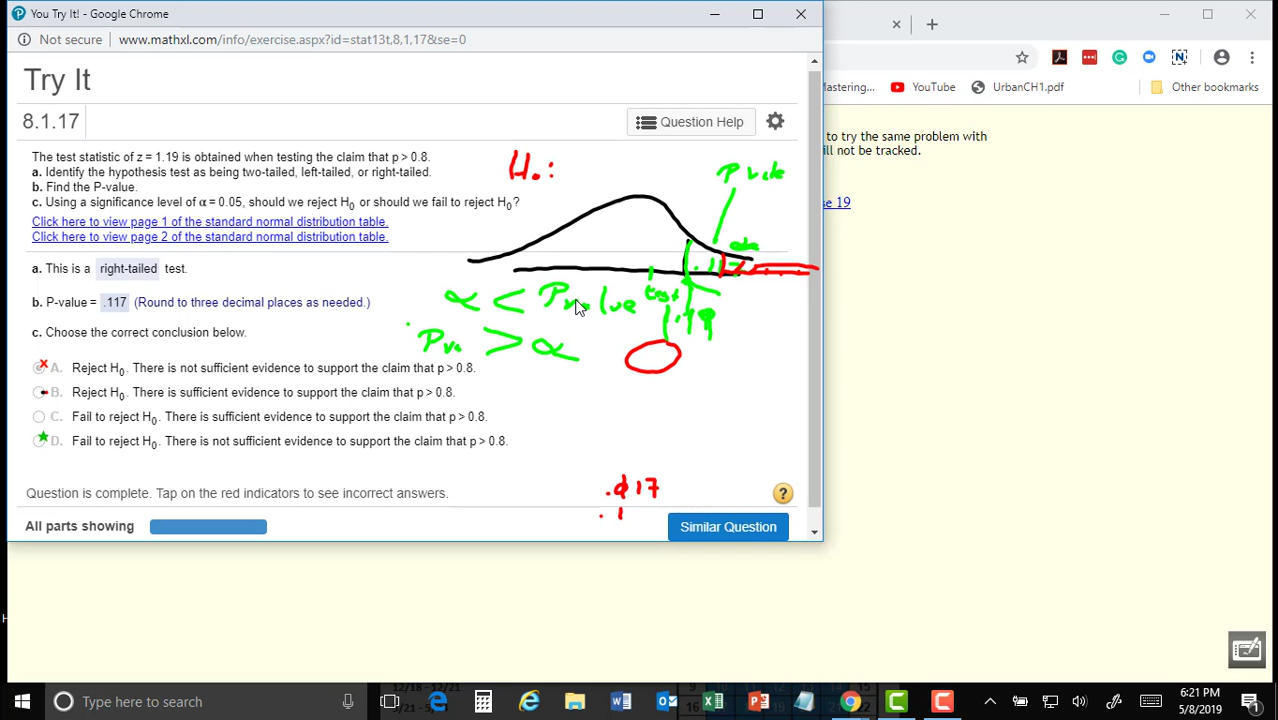 You Try It! - Google Chrome
Not secure
www.mathxl.com/info/exercise.aspx?id=stat13t,8,1,17&se=0
Try It
8.1.17
Question Help
The test statistic of z = 1.19 is obtained when testing the claim that p > 0.8.
a. Identify the hypothesis test as being two-tailed, left-tailed, or right-tailed.
b. Find the P-value.
c. Using a significance level of α = 0.05, should we reject H0 or should we fail to reject H0?
Click here to view page 1 of the standard normal distribution table.
Click here to view page 2 of the standard normal distribution table.
H0:
a. This is a right-tailed test.
b. P-value = .117 (Round to three decimal places as needed.)
α < Pvalue
test
> α
c. Choose the correct conclusion below.
A. Reject H0. There is not sufficient evidence to support the claim that p > 0.8.
B. Reject H0. There is sufficient evidence to support the claim that p > 0.8.
C. Fail to reject H0. There is sufficient evidence to support the claim that p > 0.8.
D. Fail to reject H0. There is not sufficient evidence to support the claim that p > 0.8.
Question is complete. Tap on the red indicators to see incorrect answers.
?
All parts showing
Similar Question
Mastering...
YouTube
UrbanCH1.pdf
Other bookmarks
to try the same problem with
ill not be tracked.
se 19
12/18 - 12/21
Type here to search
6:21 PM
5/8/2019